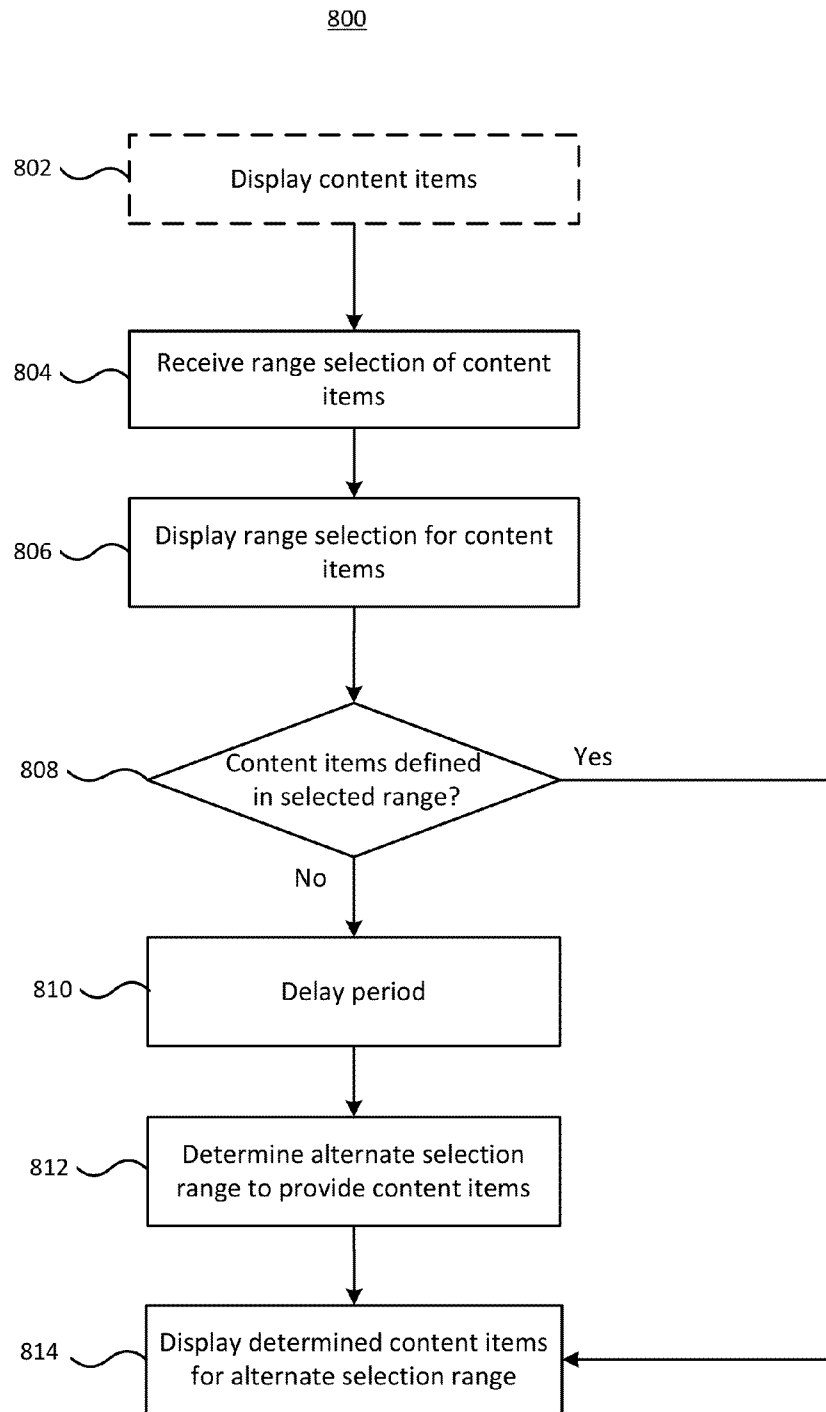 800
802
Display content items
804
Receive range selection of content
items
806
Display range selection for content
items
808
Content items defined
in selected range?
Yes
No
810
Delay period
812
Determine alternate selection
range to provide content items
814
Display determined content items
for alternate selection range